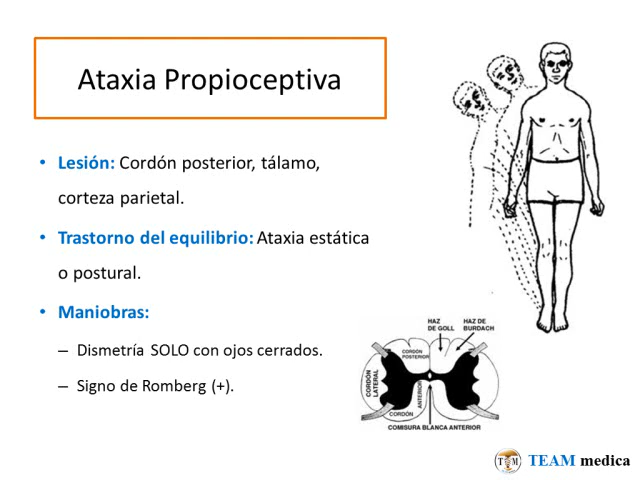 Ataxia Propioceptiva
• Lesión: Cordón posterior, tálamo,
corteza parietal.
• Trastorno del equilibrio: Ataxia estática
o postural.
• Maniobras:
– Dismetría SOLO con ojos cerrados.
– Signo de Romberg (+).
HAZ
DE GOLL
HAZ DE
BURDACH
CORDÓN
POSTERIOR
CORDÓN
LATERAL
ANTERIOR
CORDÓN
COMISURA BLANCA ANTERIOR
TEAM medica